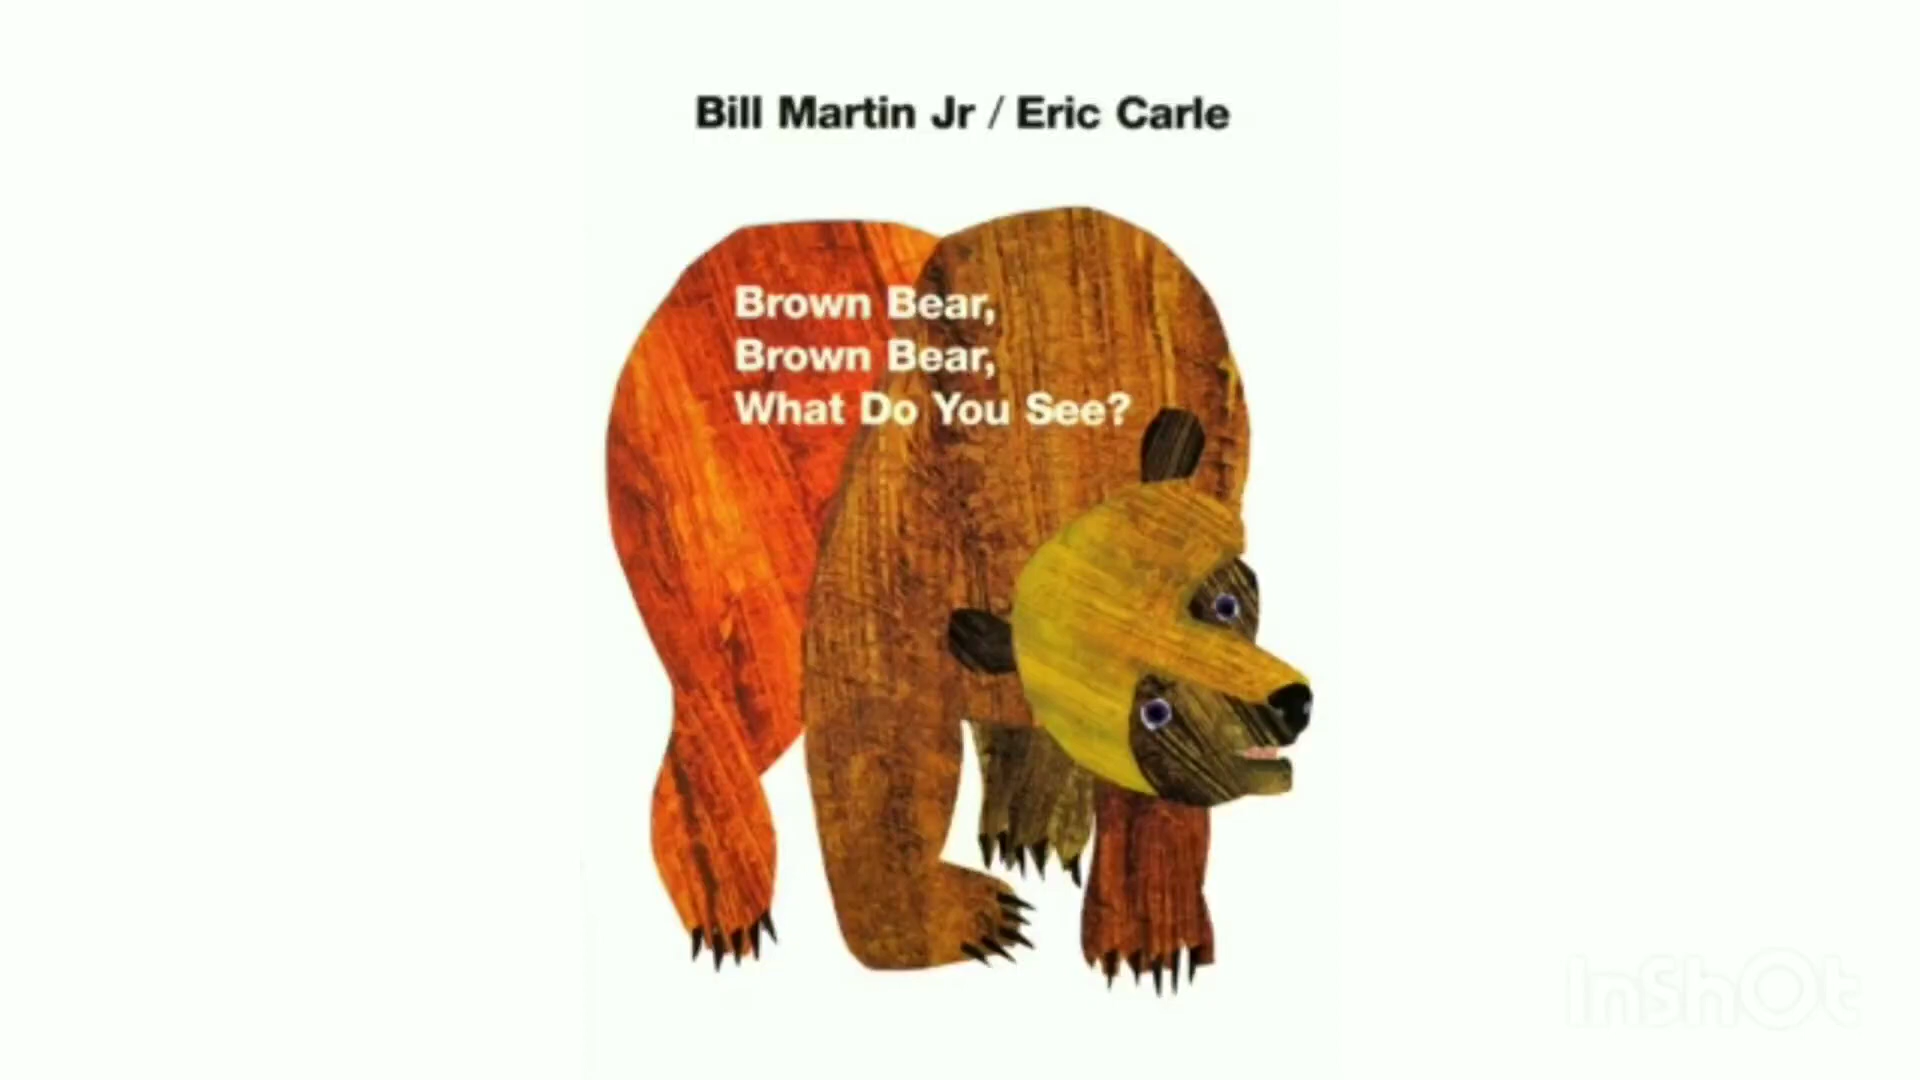 Bill Martin Jr / Eric Carle
Brown Bear,
Brown Bear,
What Do You See?
InShOt